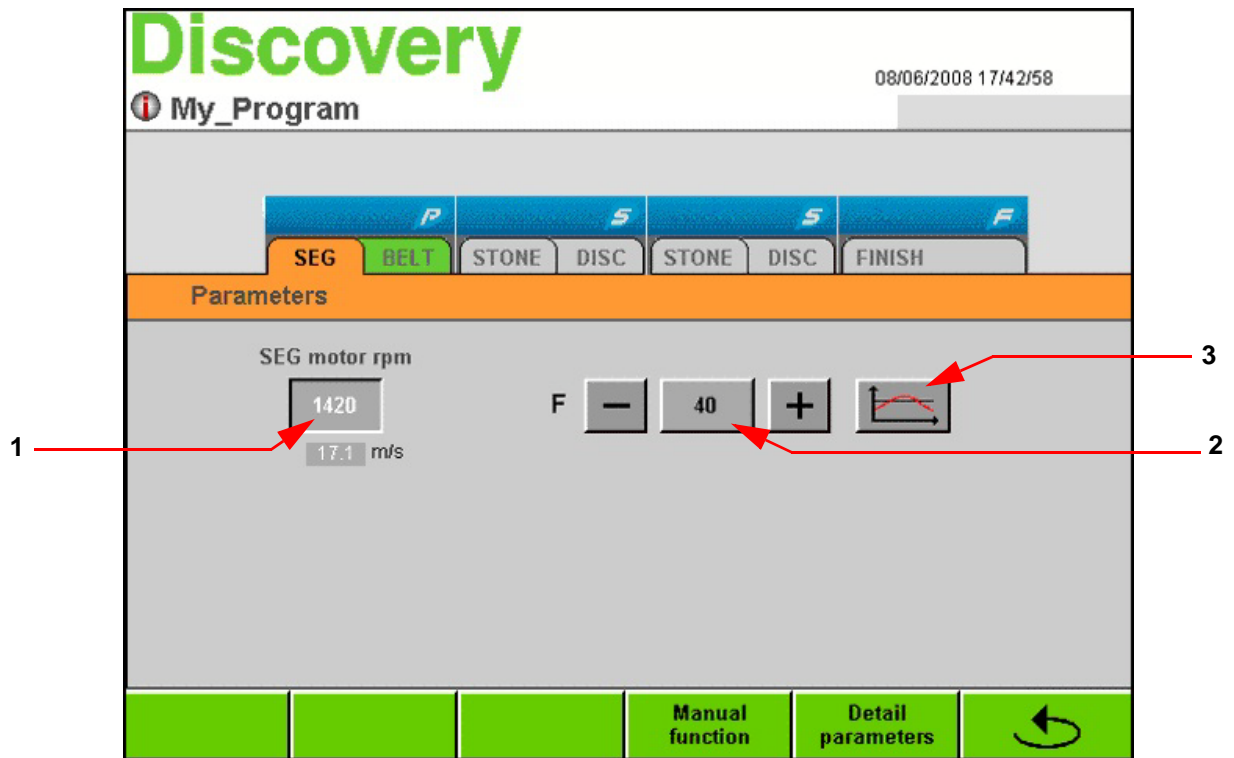 Discovery
08/06/2008 17/42/58
My_Program
P S S F
SEG BELT STONE DISC STONE DISC FINISH
Parameters
SEG motor rpm
3
1420 F − 40 +
1 17.1 m/s 2
Manual function Detail parameters